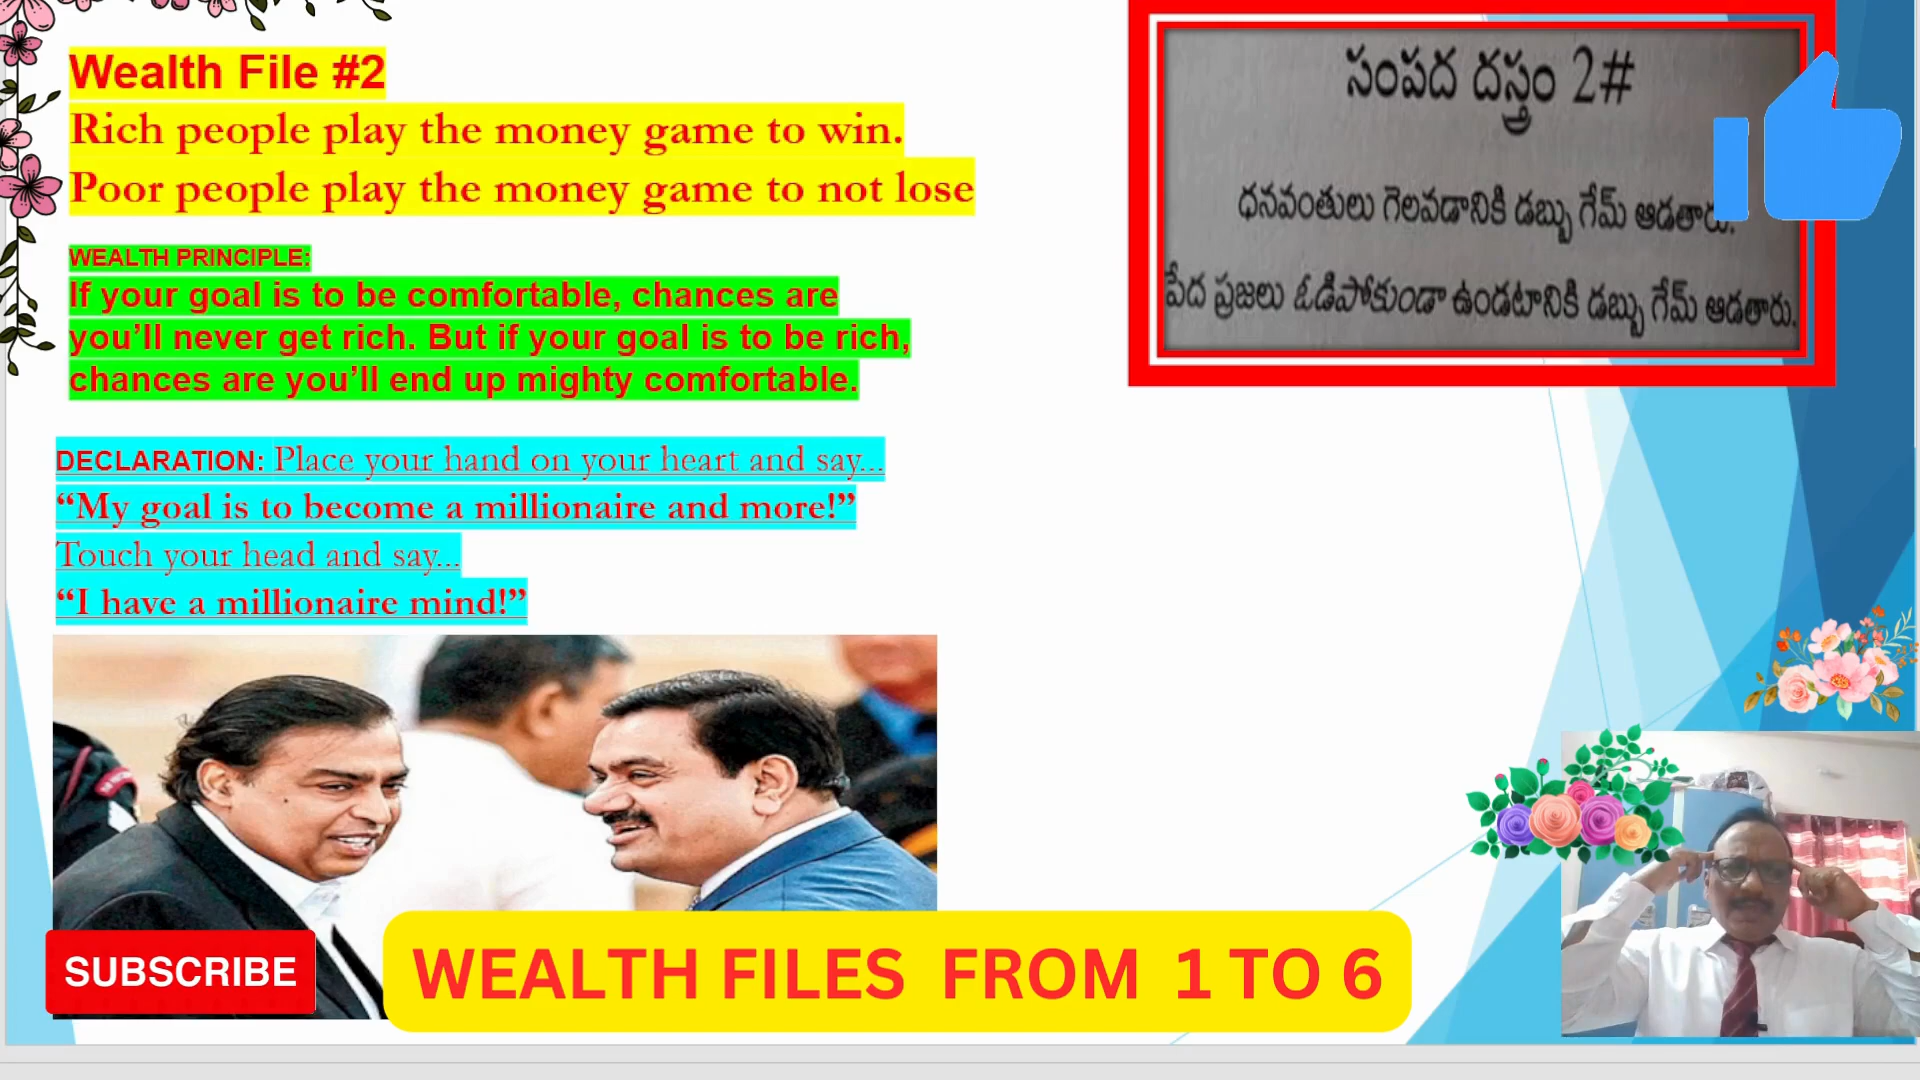 Wealth File #2
Rich people play the money game to win.
Poor people play the money game to not lose
WEALTH PRINCIPLE:
If your goal is to be comfortable, chances are
you’ll never get rich. But if your goal is to be rich,
chances are you’ll end up mighty comfortable.
DECLARATION: Place your hand on your heart and say...
“My goal is to become a millionaire and more!”
Touch your head and say...
“I have a millionaire mind!”
సంపద దస్త్రం 2#
ధనవంతులు గెలవడానికి డబ్బు గేమ్ ఆడతారు.
పేద ప్రజలు ఓడిపోకుండా ఉండటానికి డబ్బు గేమ్ ఆడతారు.
SUBSCRIBE
WEALTH FILES FROM 1 TO 6